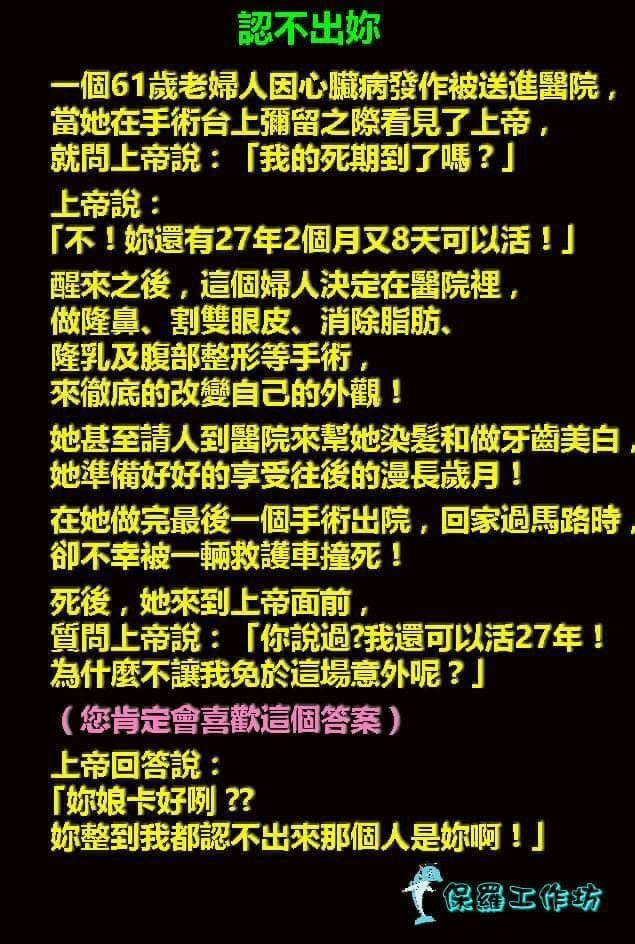 認不出妳
一個61歲老婦人因心臟病發作被送進醫院，
當她在手術台上彌留之際看見了上帝，
就問上帝說：「我的死期到了嗎？」
上帝說：
「不！妳還有27年2個月又8天可以活！」
醒來之後，這個婦人決定在醫院裡，
做隆鼻、割雙眼皮、消除脂肪、
隆乳及腹部整形等手術，
來徹底的改變自己的外觀！
她甚至請人到醫院來幫她染髮和做牙齒美白，
她準備好好的享受往後的漫長歲月！
在她做完最後一個手術出院，回家過馬路時，
卻不幸被一輛救護車撞死！
死後，她來到上帝面前，
質問上帝說：「你說過?我還可以活27年！
為什麼不讓我免於這場意外呢？」
（您肯定會喜歡這個答案）
上帝回答說：
「妳娘卡好咧 ??
妳整到我都認不出來那個人是妳啊！」
保羅工作坊